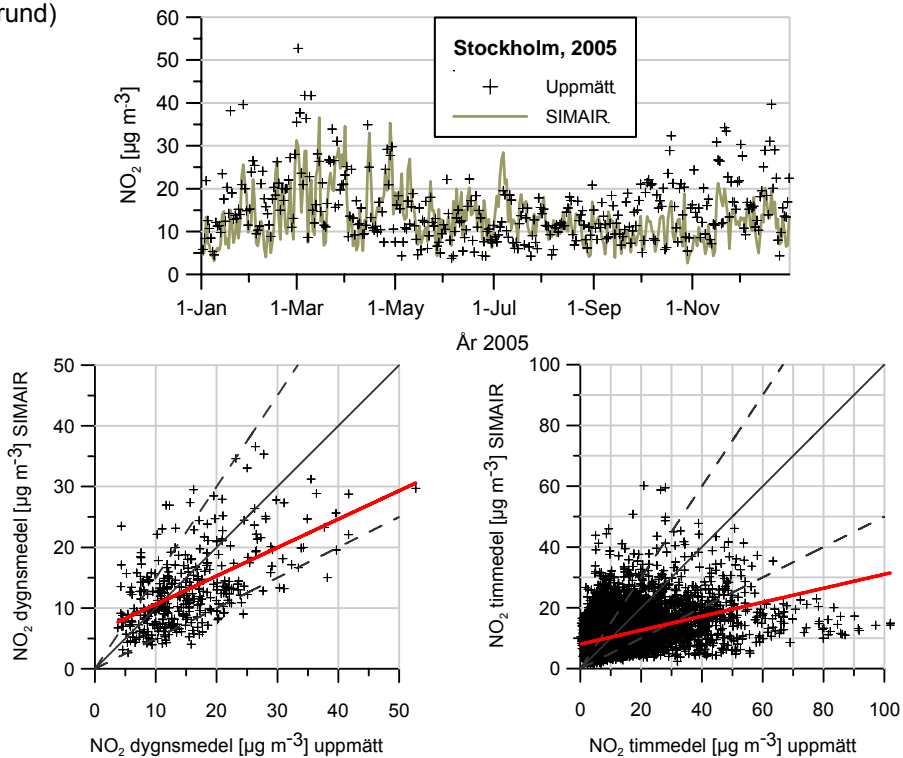 rund)
60
50
40
30
20
10
0
NO₂ [µg m⁻³]
Stockholm, 2005
Uppmätt
SIMAIR
1-Jan
1-Mar
1-May
1-Jul
1-Sep
1-Nov
År 2005
50
40
30
20
10
0
NO₂ dygnsmedel [µg m⁻³] SIMAIR
0
10
20
30
40
50
NO₂ dygnsmedel [µg m⁻³] uppmätt
100
80
60
40
20
0
NO₂ timmedel [µg m⁻³] SIMAIR
0
20
40
60
80
100
NO₂ timmedel [µg m⁻³] uppmätt